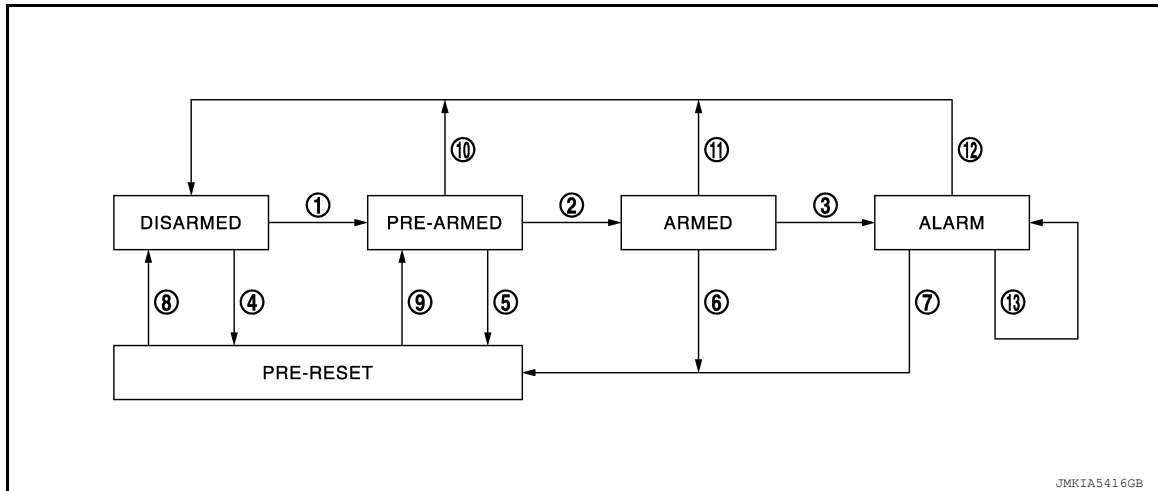 ⑩ ⑪ ⑫
DISARMED ① PRE-ARMED ② ARMED ③ ALARM
⑧ ④ ⑨ ⑤ ⑥ ⑦ ⑬
PRE-RESET
JMKIA5416GB